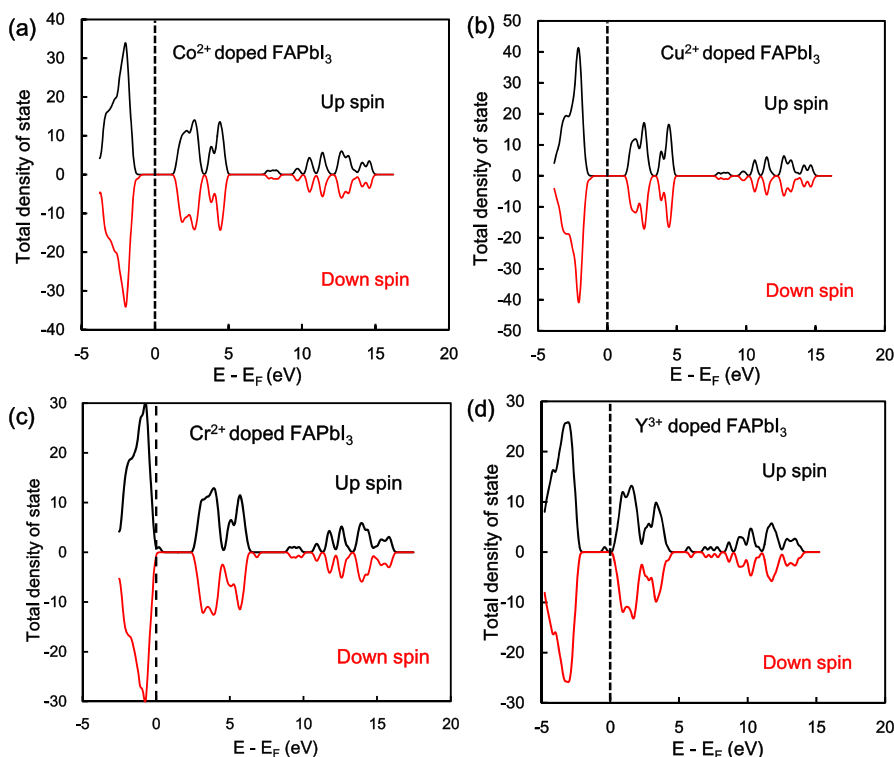 (a)
Co²⁺ doped FAPbI₃
Up spin
Down spin
Total density of state
40
30
20
10
0
-10
-20
-30
-40
-5 0 5 10 15 20
E - E_F (eV)
(b)
Cu²⁺ doped FAPbI₃
Up spin
Down spin
Total density of state
50
40
30
20
10
0
-10
-20
-30
-40
-50
-5 0 5 10 15 20
E - E_F (eV)
(c)
Cr²⁺ doped FAPbI₃
Up spin
Down spin
Total density of state
30
20
10
0
-10
-20
-30
-5 0 5 10 15 20
E - E_F (eV)
(d)
Y³⁺ doped FAPbI₃
Up spin
Down spin
Total density of state
30
20
10
0
-10
-20
-30
-5 0 5 10 15 20
E - E_F (eV)